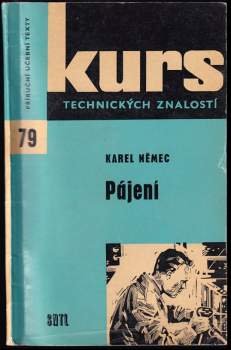 PŘÍRUČNÍ UČEBNÍ TEXTY
kurs
TECHNICKÝCH ZNALOSTÍ
79
KAREL NĚMEC
Pájení
SNTL